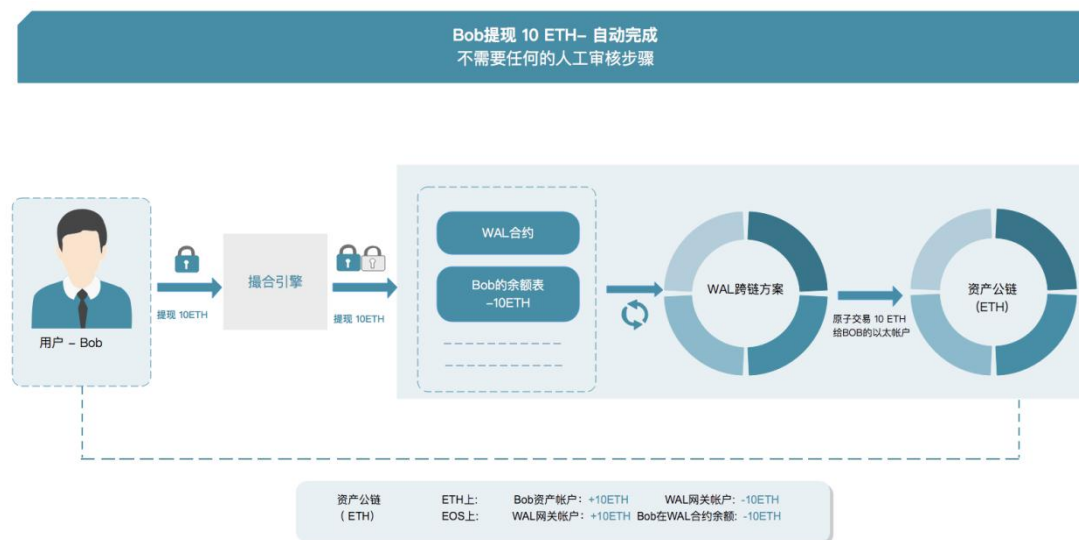 Bob提现 10 ETH– 自动完成
不需要任何的人工审核步骤
用户 – Bob
提现 10ETH
撮合引擎
提现 10ETH
WAL合约
Bob的余额表
-10ETH
WAL跨链方案
原子交易 10 ETH
给BOB的以太帐户
资产公链
(ETH)
资产公链 ETH上: Bob资产帐户： +10ETH WAL网关帐户: -10ETH
( ETH) EOS上: WAL网关帐户： +10ETH Bob在WAL合约余额: -10ETH